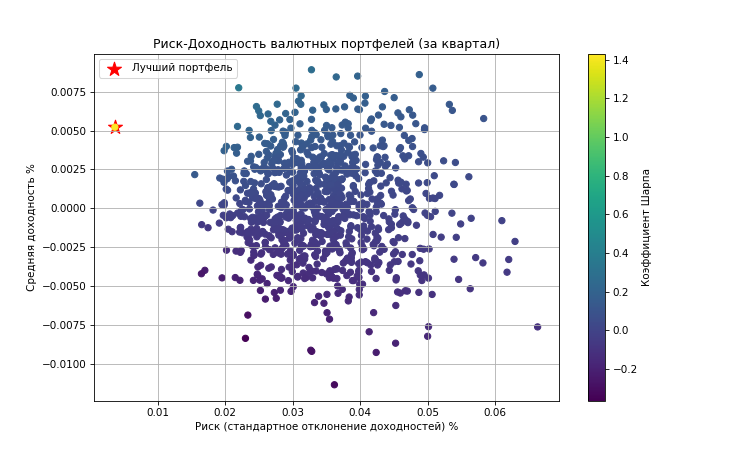 Риск-Доходность валютных портфелей (за квартал)
Лучший портфель
Средняя доходность %
0.0075
0.0050
0.0025
0.0000
−0.0025
−0.0050
−0.0075
−0.0100
0.01 0.02 0.03 0.04 0.05 0.06
Риск (стандартное отклонение доходностей) %
1.4
1.2
1.0
0.8
0.6
0.4
0.2
0.0
−0.2
Коэффициент Шарпа